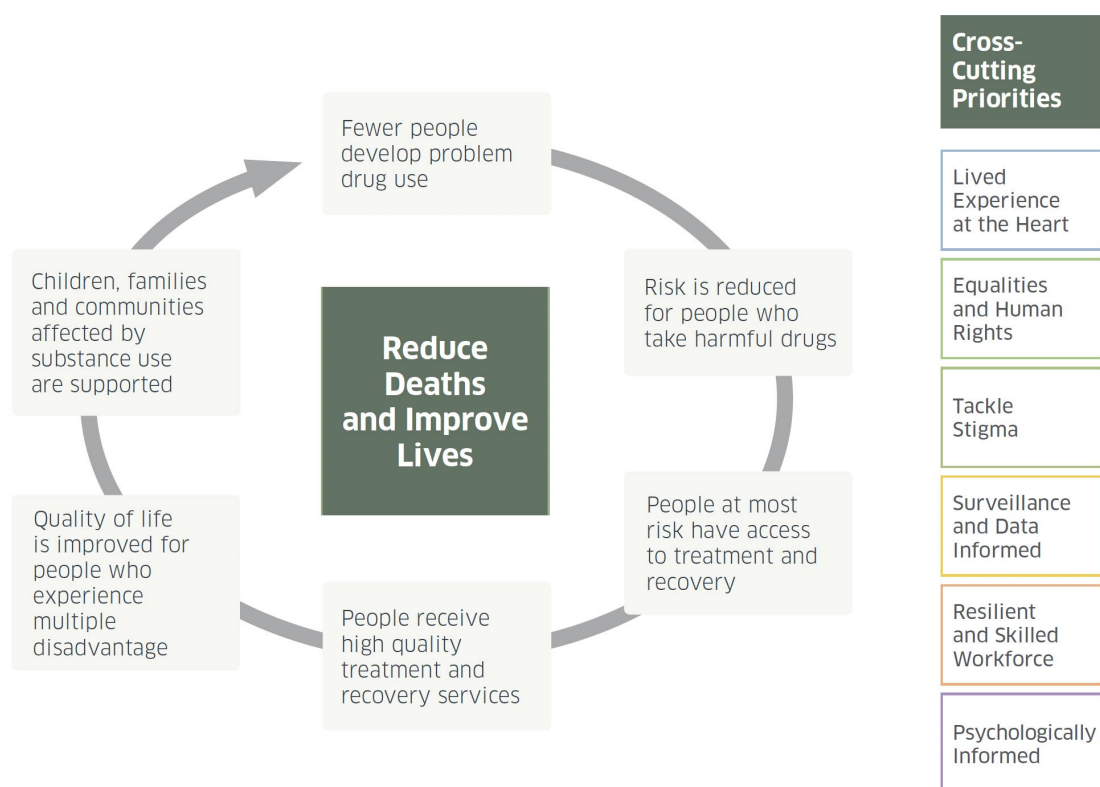 Fewer people
develop problem
drug use
Risk is reduced
for people who
take harmful drugs
People at most
risk have access
to treatment and
recovery
People receive
high quality
treatment and
recovery services
Quality of life
is improved for
people who
experience
multiple
disadvantage
Children, families
and communities
affected by
substance use
are supported
Reduce
Deaths
and Improve
Lives
Cross-
Cutting
Priorities
Lived
Experience
at the Heart
Equalities
and Human
Rights
Tackle
Stigma
Surveillance
and Data
Informed
Resilient
and Skilled
Workforce
Psychologically
Informed